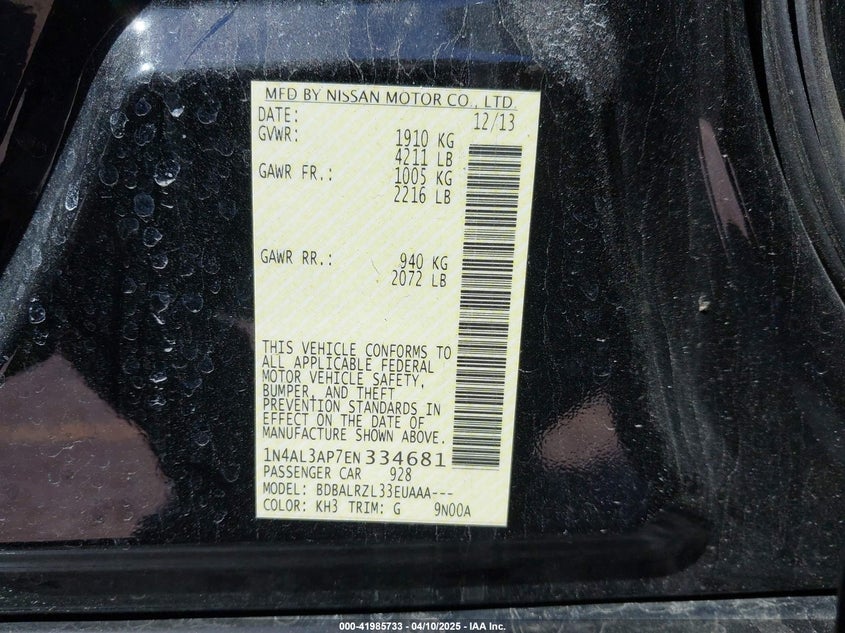 MFD BY NISSAN MOTOR CO., LTD.
DATE: 12/13
GVWR: 1910 KG
4211 LB
GAWR FR.: 1005 KG
2216 LB
GAWR RR.: 940 KG
2072 LB
THIS VEHICLE CONFORMS TO
ALL APPLICABLE FEDERAL
MOTOR VEHICLE SAFETY,
BUMPER, AND THEFT
PREVENTION STANDARDS IN
EFFECT ON THE DATE OF
MANUFACTURE SHOWN ABOVE.
1N4AL3AP7EN334681
PASSENGER CAR 928
MODEL: BDBALRZL33EUAAA---
COLOR: KH3 TRIM: G 9N00A
000-41985733 - 04/10/2025 - IAA Inc.